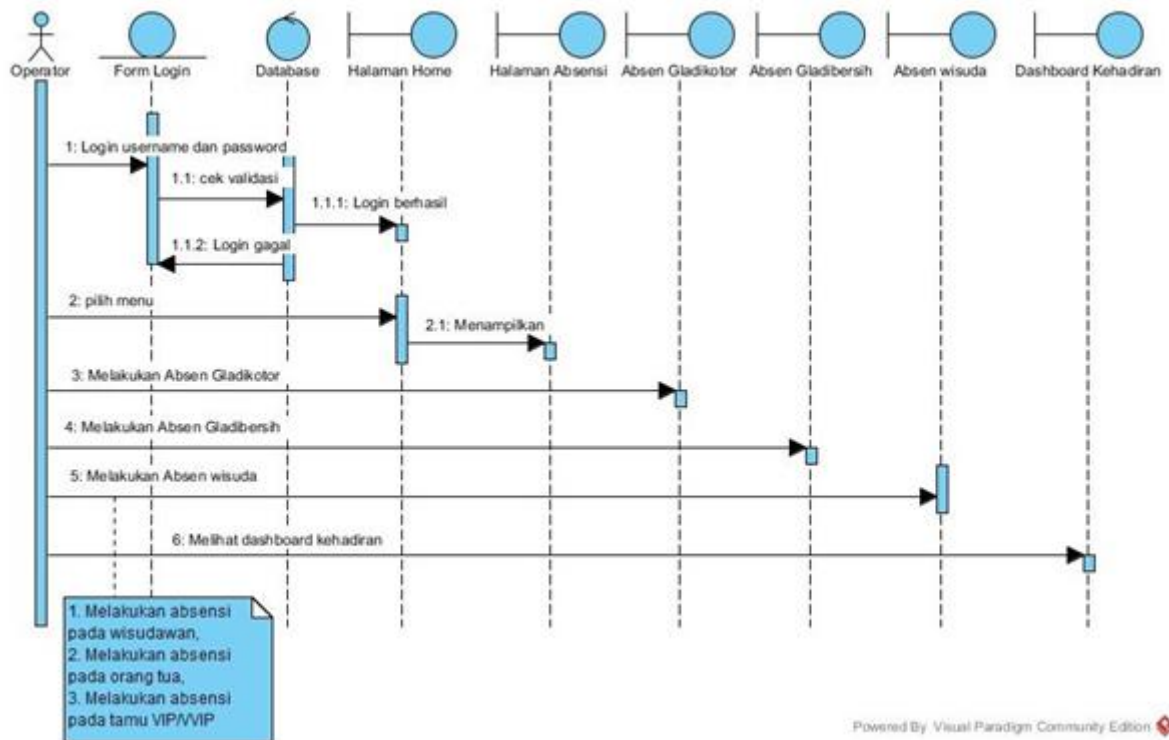 Operator
Form Login
Database
Halaman Home
Halaman Absensi
Absen Gladikotor
Absen Gladibersih
Absen wisuda
Dashboard Kehadiran
1: Login username dan password
1.1: cek validasi
1.1.1: Login berhasil
1.1.2: Login gagal
2: pilih menu
2.1: Menampilkan
3: Melakukan Absen Gladikotor
4: Melakukan Absen Gladibersih
5: Melakukan Absen wisuda
6: Melihat dashboard kehadiran
1. Melakukan absensi
pada wisudawan,
2. Melakukan absensi
pada orang tua,
3. Melakukan absensi
pada tamu VIP/VVIP
Powered By Visual Paradigm Community Edition